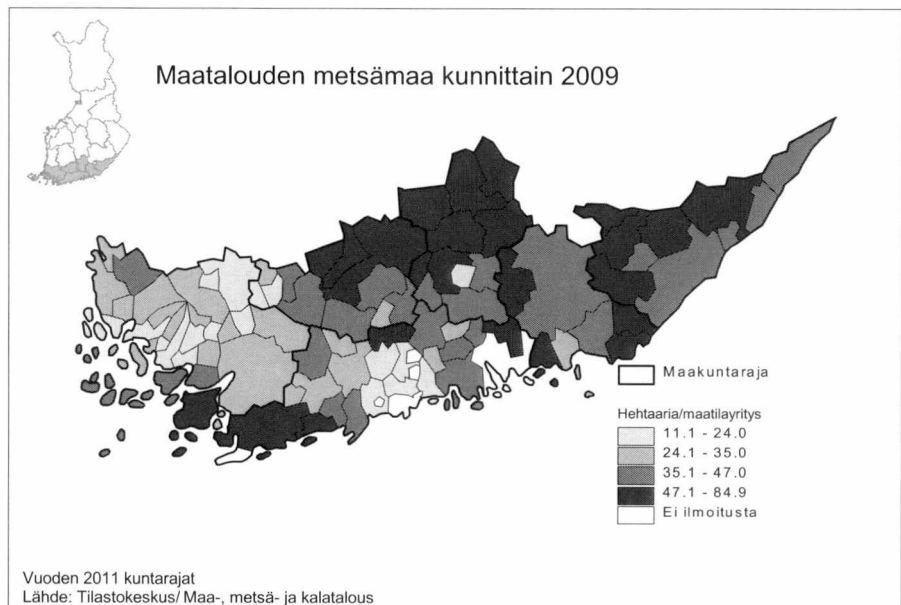 Maatalouden metsämaa kunnittain 2009
Maakuntaraja
Hehtaaria/maatilayritys
11.1 - 24.0
24.1 - 35.0
35.1 - 47.0
47.1 - 84.9
Ei ilmoitusta
Vuoden 2011 kuntarajat
Lähde: Tilastokeskus/ Maa-, metsä- ja kalatalous